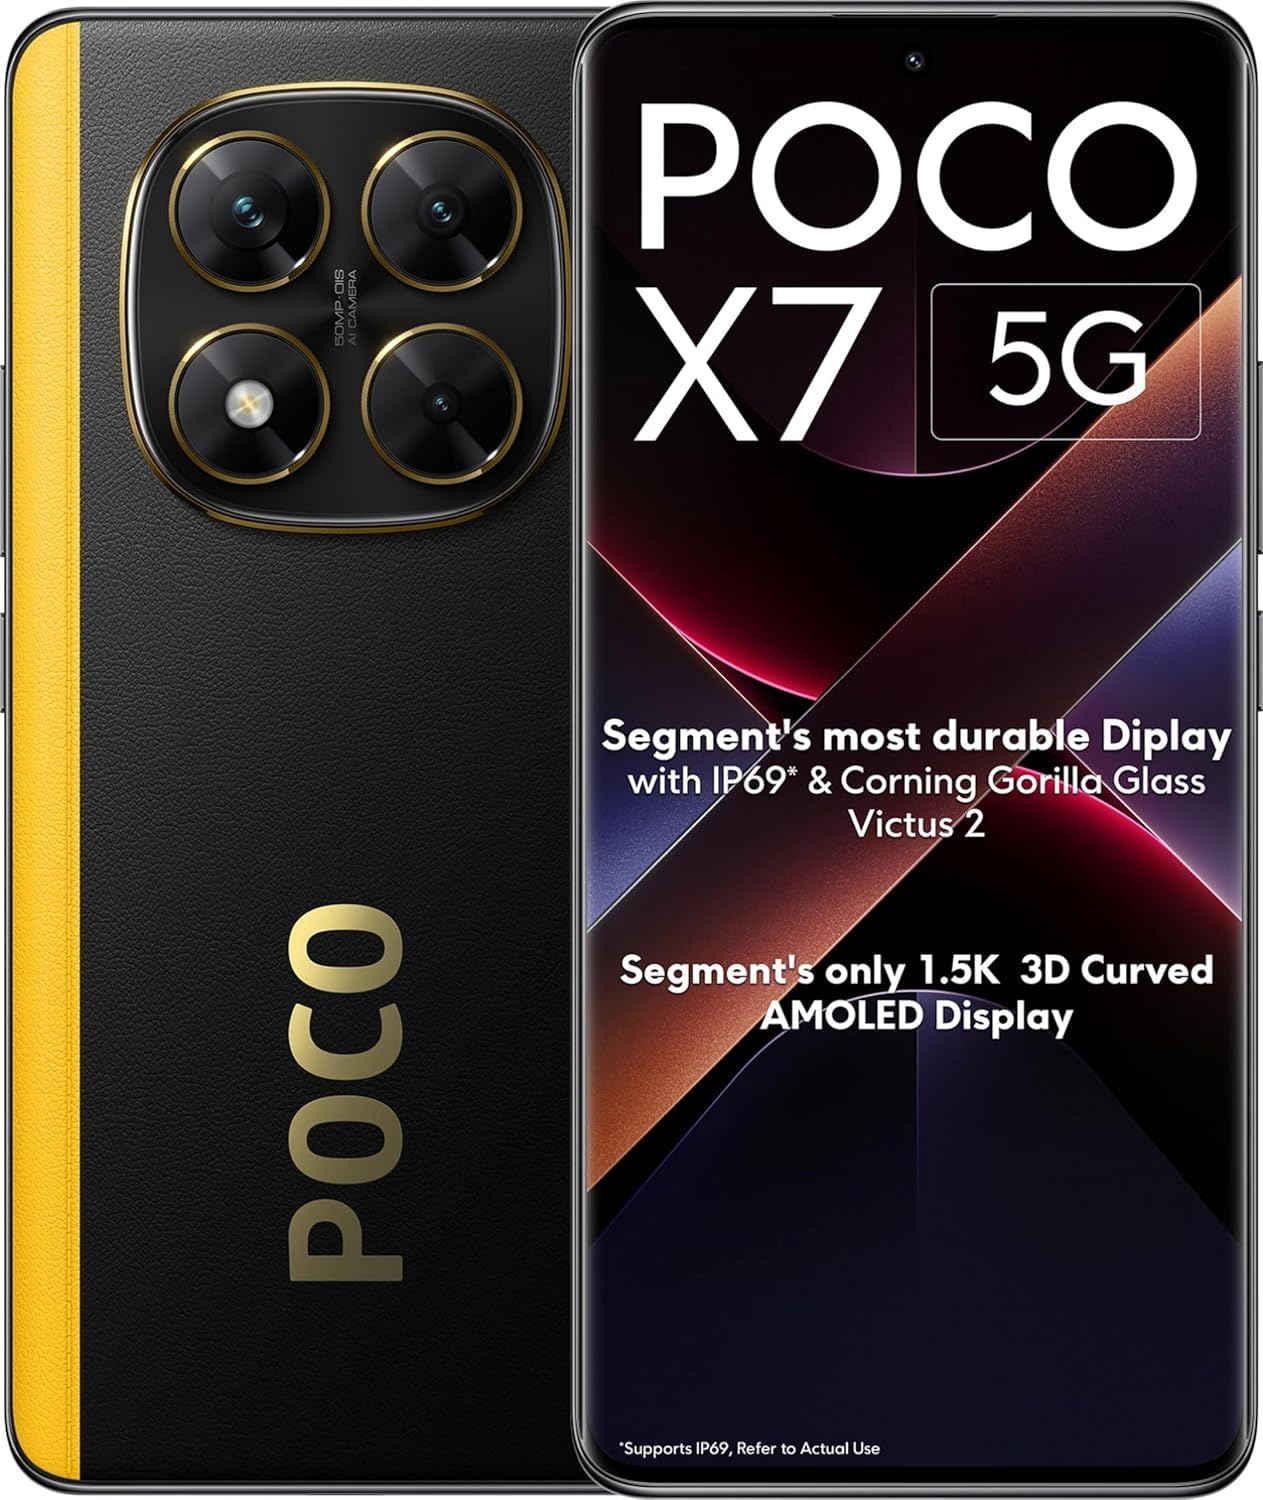 50MP·OIS
AI CAMERA
POCO
POCO
X7 5G
Segment's most durable Diplay
with IP69* & Corning Gorilla Glass
Victus 2
Segment's only 1.5K 3D Curved
AMOLED Display
*Supports IP69, Refer to Actual Use